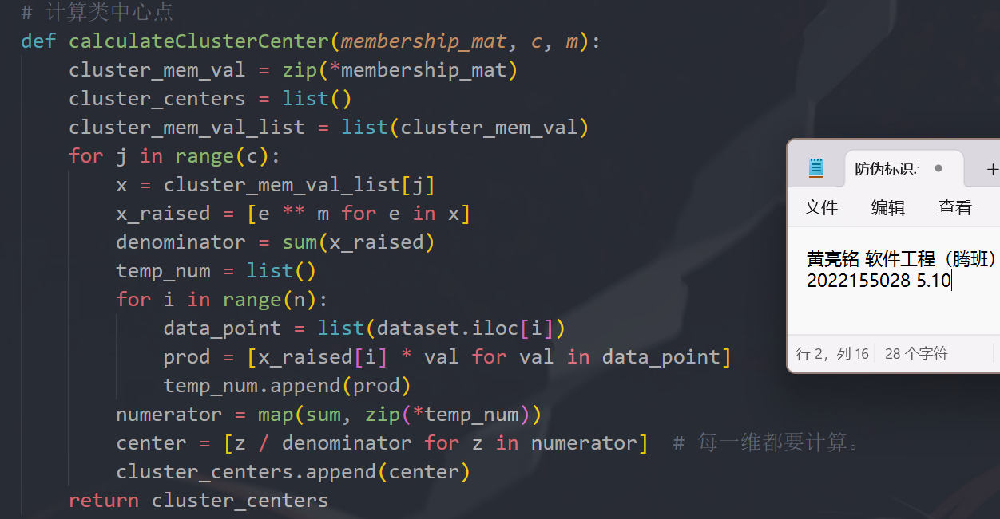 # 计算类中心点
def calculateClusterCenter(membership_mat, c, m):
    cluster_mem_val = zip(*membership_mat)
    cluster_centers = list()
    cluster_mem_val_list = list(cluster_mem_val)
    for j in range(c):
        x = cluster_mem_val_list[j]
        x_raised = [e ** m for e in x]
        denominator = sum(x_raised)
        temp_num = list()
        for i in range(n):
            data_point = list(dataset.iloc[i])
            prod = [x_raised[i] * val for val in data_point]
            temp_num.append(prod)
        numerator = map(sum, zip(*temp_num))
        center = [z / denominator for z in numerator]  # 每一维都要计算。
        cluster_centers.append(center)
    return cluster_centers
防伪标识.
文件 编辑 查看
黄亮铭 软件工程（腾班）
2022155028 5.10
行 2，列 16 28 个字符